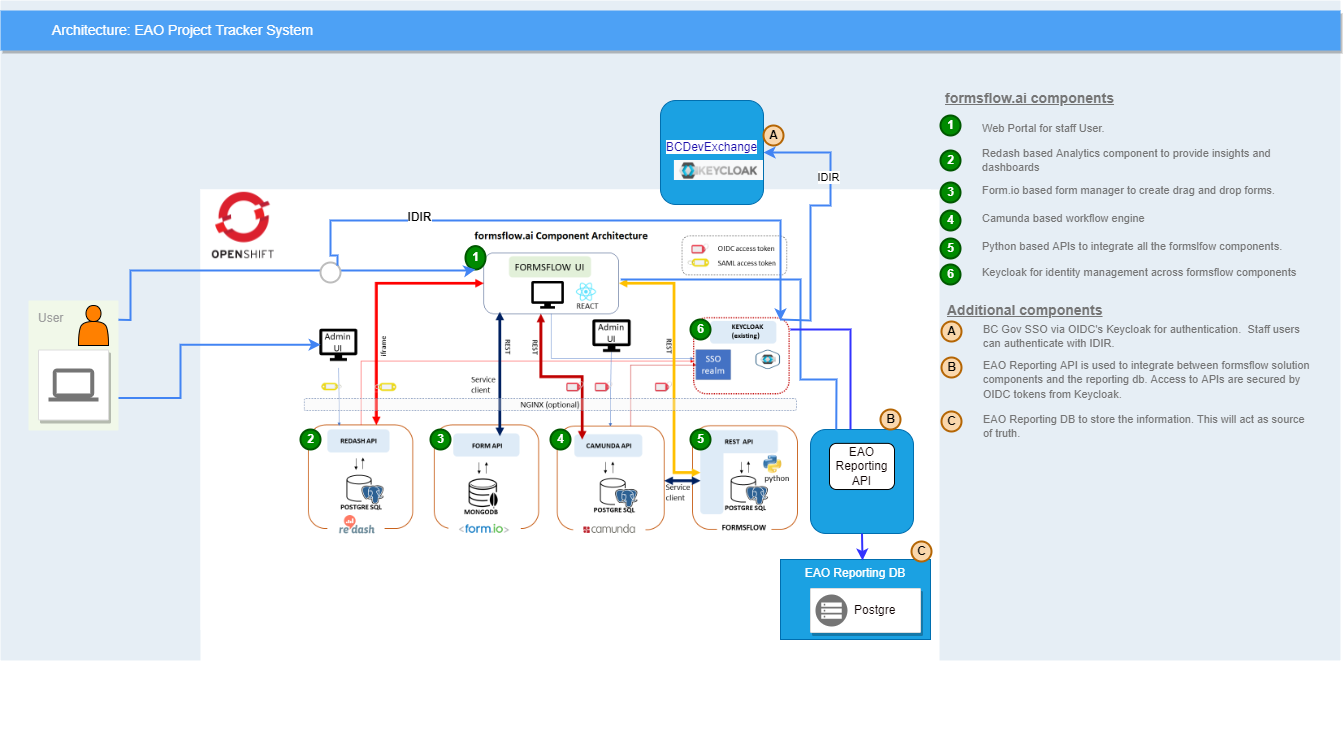 Architecture: EAO Project Tracker System
BCDevExchange
KEYCLOAK
A
IDIR
OPENSHIFT
IDIR
formsflow.ai Component Architecture
OIDC access token
SAML access token
1
FORMSFLOW UI
REACT
User
Admin
UI
Iframe
REST
REST
Admin
UI
REST
6
KEYCLOAK
(existing)
SSO
realm
Service
client
NGINX (optional)
2
REDASH API
POSTGRE SQL
re:dash
3
FORM API
MONGODB
<form.io>
4
CAMUNDA API
POSTGRE SQL
camunda
Service
client
5
REST API
python
POSTGRE SQL
FORMSFLOW
B
EAO
Reporting
API
C
EAO Reporting DB
Postgre
formsflow.ai components
1
Web Portal for staff User.
2
Redash based Analytics component to provide insights and
dashboards
3
Form.io based form manager to create drag and drop forms.
4
Camunda based workflow engine
5
Python based APIs to integrate all the formslfow components.
6
Keycloak for identity management across formsflow components
Additional components
A
BC Gov SSO via OIDC's Keycloak for authentication. Staff users
can authenticate with IDIR.
B
EAO Reporting API is used to integrate between formsflow solution
components and the reporting db. Access to APIs are secured by
OIDC tokens from Keycloak.
C
EAO Reporting DB to store the information. This will act as source
of truth.